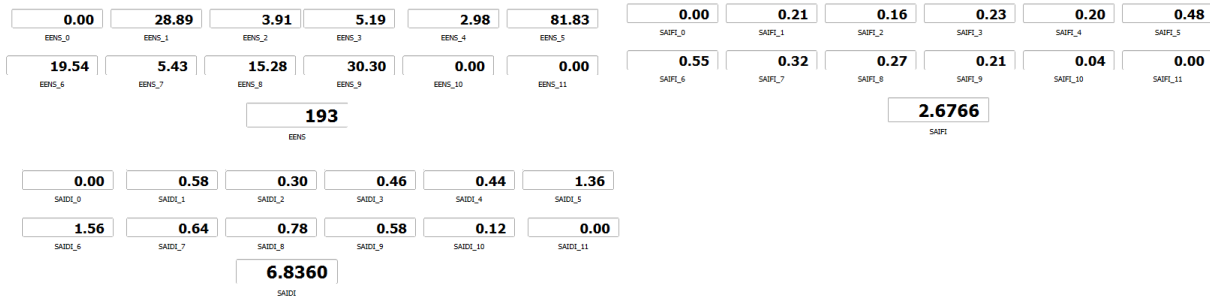 0.00 28.89 3.91 5.19 2.98 81.83
EENS_0 EENS_1 EENS_2 EENS_3 EENS_4 EENS_5
19.54 5.43 15.28 30.30 0.00 0.00
EENS_6 EENS_7 EENS_8 EENS_9 EENS_10 EENS_11
193
EENS
0.00 0.21 0.16 0.23 0.20 0.48
SAIFI_0 SAIFI_1 SAIFI_2 SAIFI_3 SAIFI_4 SAIFI_5
0.55 0.32 0.27 0.21 0.04 0.00
SAIFI_6 SAIFI_7 SAIFI_8 SAIFI_9 SAIFI_10 SAIFI_11
2.6766
SAIFI
0.00 0.58 0.30 0.46 0.44 1.36
SAIDI_0 SAIDI_1 SAIDI_2 SAIDI_3 SAIDI_4 SAIDI_5
1.56 0.64 0.78 0.58 0.12 0.00
SAIDI_6 SAIDI_7 SAIDI_8 SAIDI_9 SAIDI_10 SAIDI_11
6.8360
SAIDI